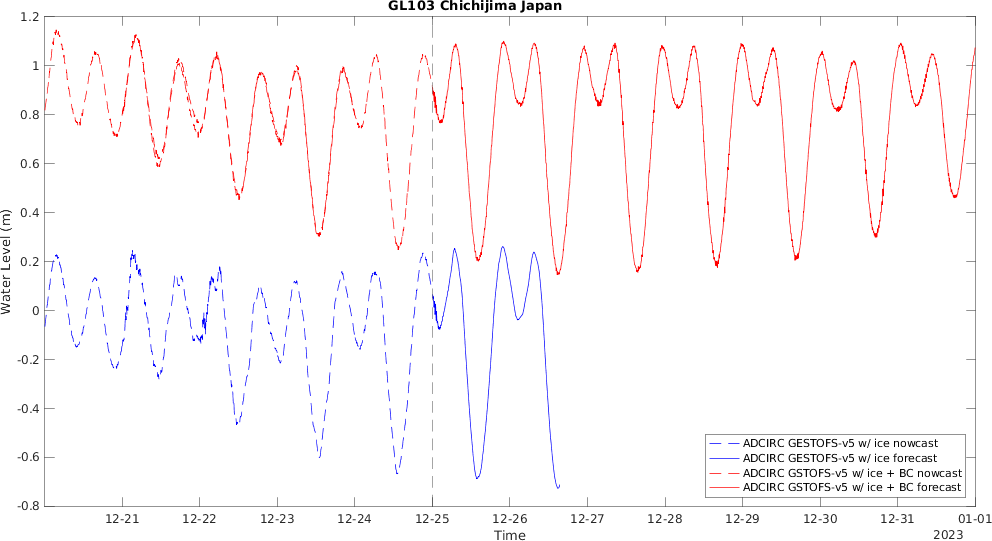 GL103 Chichijima Japan
1.2
1
0.8
0.6
0.4
0.2
0
-0.2
-0.4
-0.6
-0.8
Water Level (m)
ADCIRC GESTOFS-v5 w/ ice nowcast
ADCIRC GESTOFS-v5 w/ ice forecast
ADCIRC GSTOFS-v5 w/ ice + BC nowcast
ADCIRC GSTOFS-v5 w/ ice + BC forecast
12-21 12-22 12-23 12-24 12-25 12-26 12-27 12-28 12-29 12-30 12-31 01-01
Time
2023